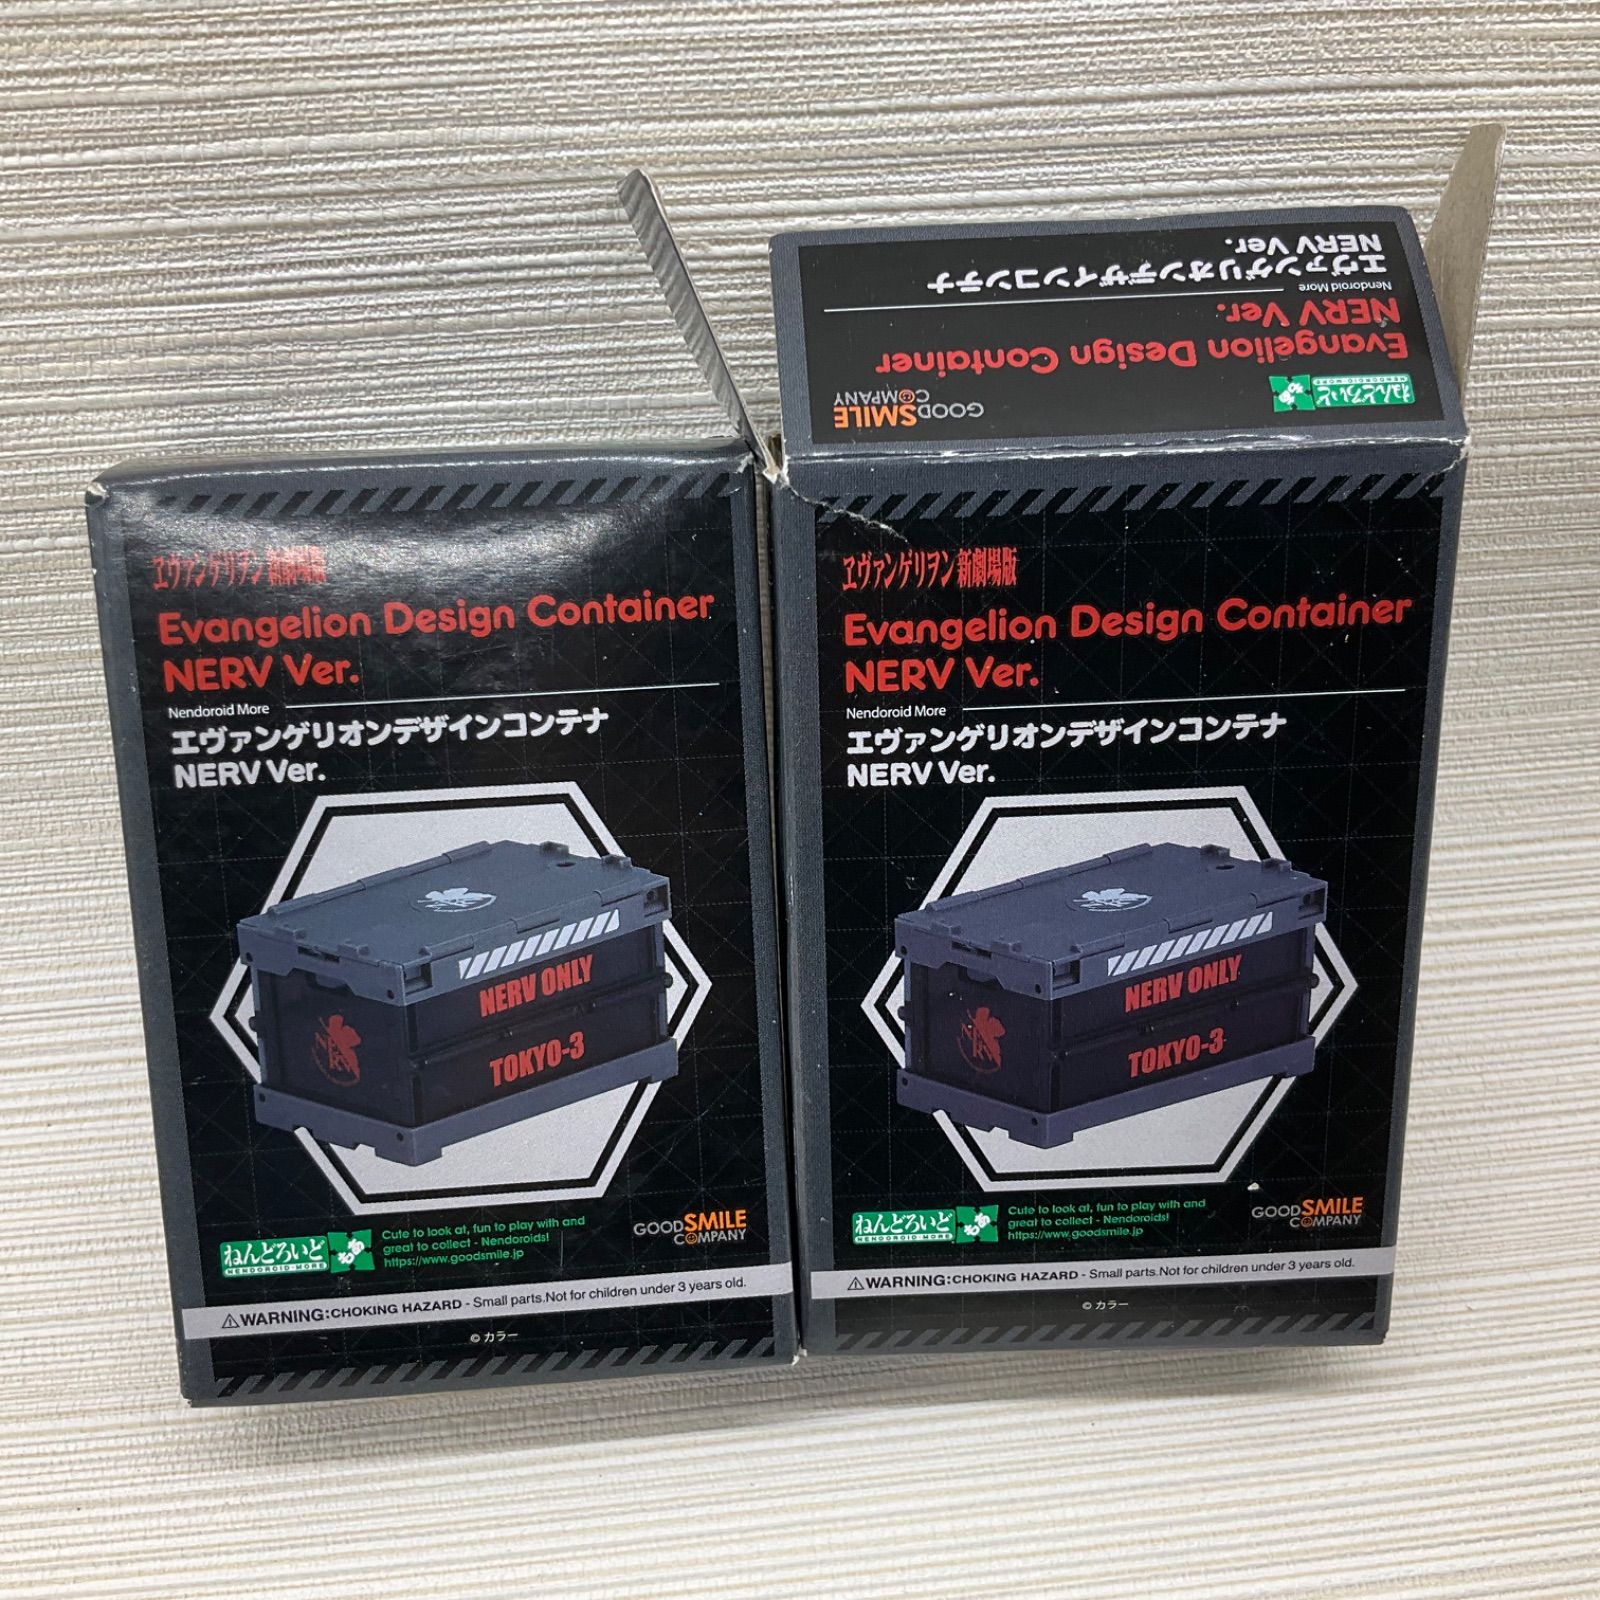 ヱヴァンゲリヲン新劇場版
Evangelion Design Container
NERV Ver.
Nendoroid More
エヴァンゲリオンデザインコンテナ
NERV Ver.
NERV ONLY
TOKYO-3
NERV
ねんどろいど
もあ
NENDOROID MORE
Cute to look at, fun to play with and
great to collect - Nendoroids!
https://www.goodsmile.jp
GOODSMILE
COMPANY
⚠WARNING:CHOKING HAZARD - Small parts.Not for children under 3 years old.
© カラー
Evangelion Design Container
NERV Ver.
Nendoroid More
エヴァンゲリオンデザインコンテナ
NERV Ver.
ねんどろいど
もあ
NENDOROID MORE
GOODSMILE
COMPANY
ヱヴァンゲリヲン新劇場版
Evangelion Design Container
NERV Ver.
Nendoroid More
エヴァンゲリオンデザインコンテナ
NERV Ver.
NERV ONLY
TOKYO-3
NERV
ねんどろいど
もあ
NENDOROID MORE
Cute to look at, fun to play with and
great to collect - Nendoroids!
https://www.goodsmile.jp
GOODSMILE
COMPANY
⚠WARNING:CHOKING HAZARD - Small parts.Not for children under 3 years old.
© カラー